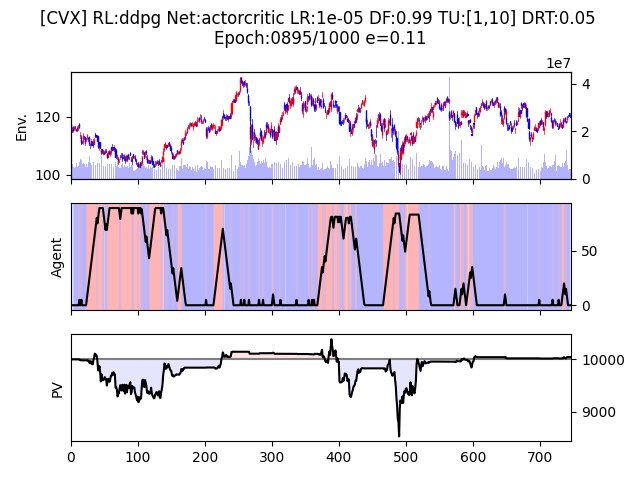 [CVX] RL:ddpg Net:actorcritic LR:1e-05 DF:0.99 TU:[1,10] DRT:0.05
Epoch:0895/1000 e=0.11
1e7
Env.
120
100
4
2
0
Agent
50
0
PV
10000
9000
0 100 200 300 400 500 600 700